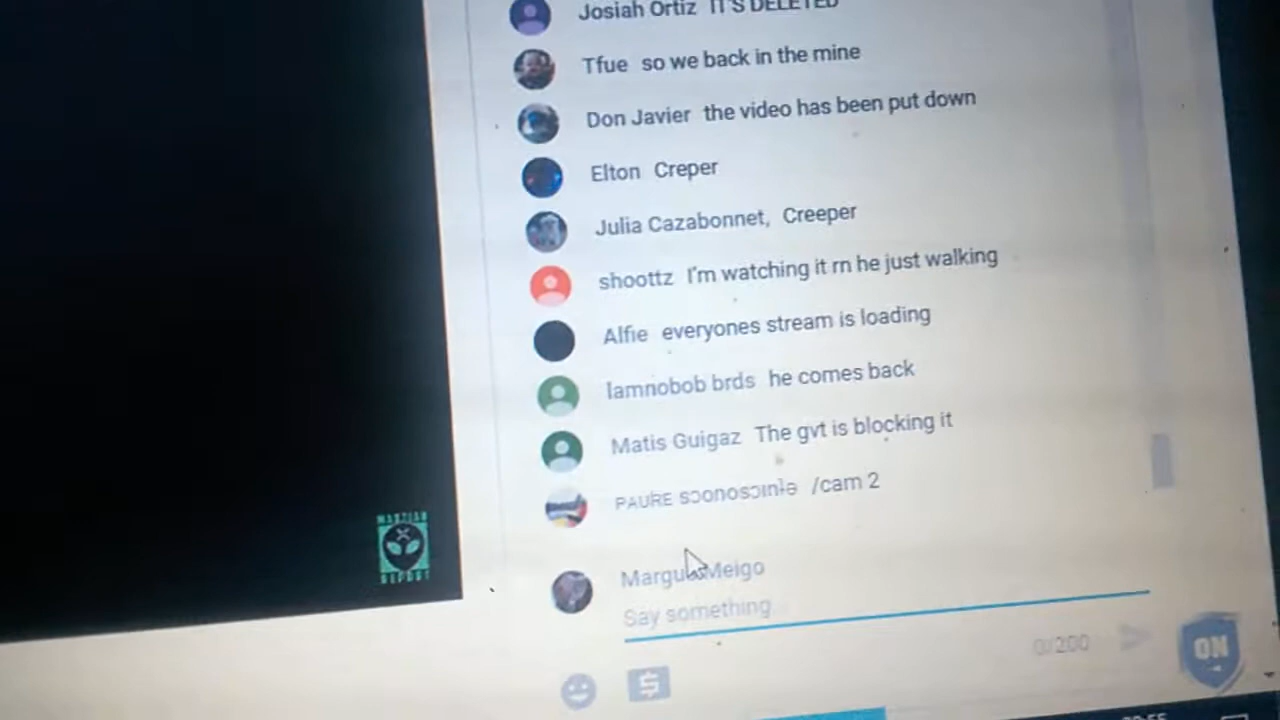 Josiah Ortiz IT'S DELETED
Tfue so we back in the mine
Don Javier the video has been put down
Elton Creper
Julia Cazabonnet, Creeper
shoottz I'm watching it rn he just walking
Alfie everyones stream is loading
Iamnobob brds he comes back
Matis Guigaz The gvt is blocking it
/cam 2
Meigo
Say something...
0/200
ON